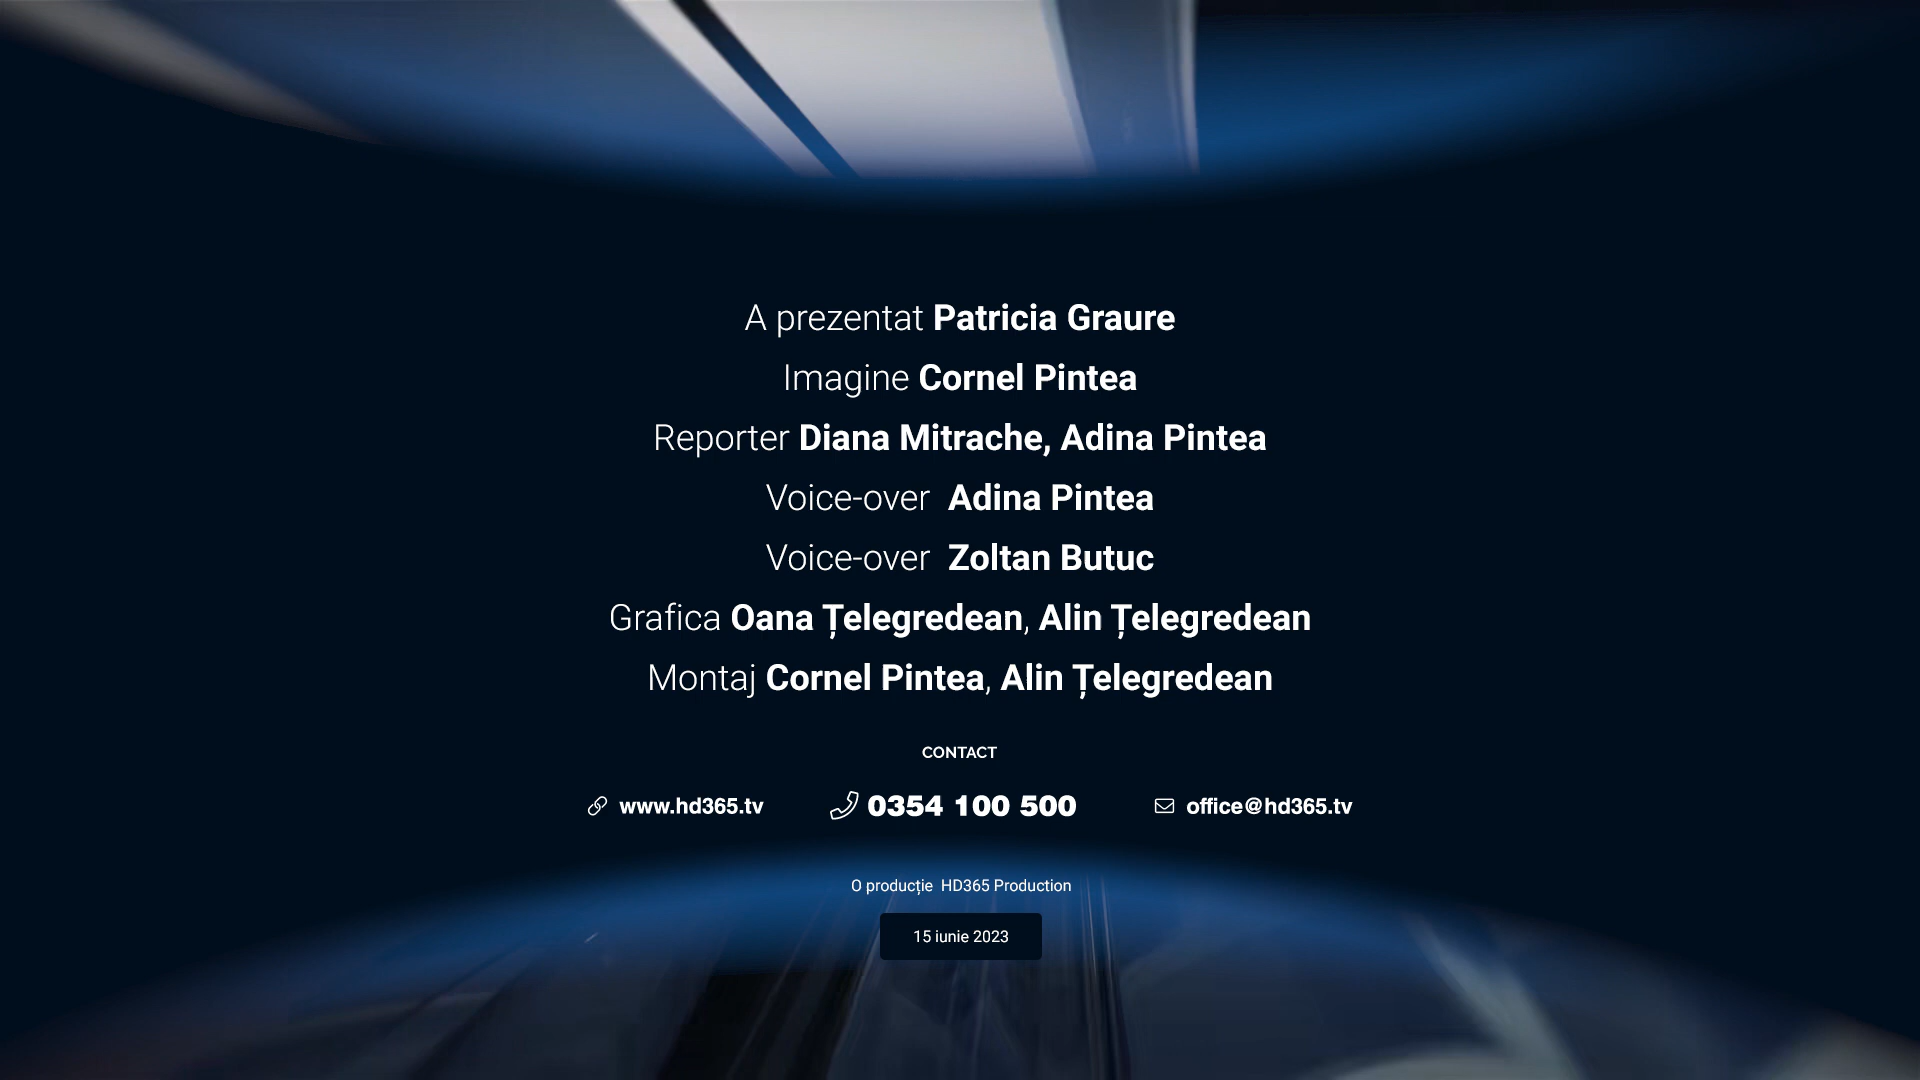 A prezentat Patricia Graure
Imagine Cornel Pintea
Reporter Diana Mitrache, Adina Pintea
Voice-over Adina Pintea
Voice-over Zoltan Butuc
Grafica Oana Țelegredean, Alin Țelegredean
Montaj Cornel Pintea, Alin Țelegredean
CONTACT
www.hd365.tv 0354 100 500 office@hd365.tv
O producție HD365 Production
15 iunie 2023